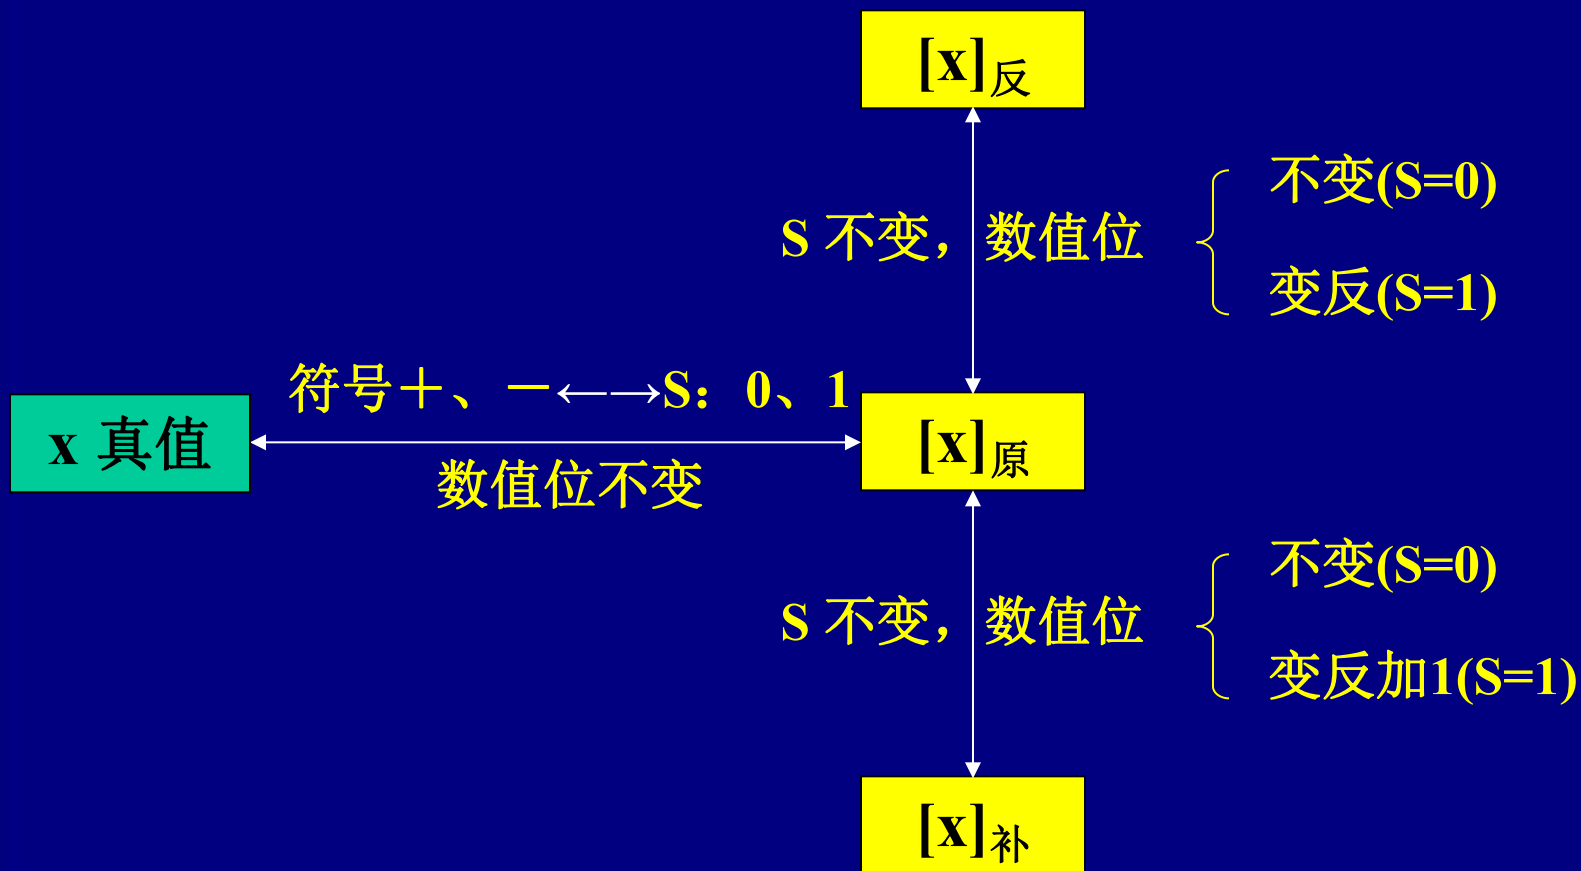 [x]反
不变(S=0)
S 不变，数值位
变反(S=1)
符号＋、－←→S：0、1
x 真值
[x]原
数值位不变
不变(S=0)
S 不变，数值位
变反加1(S=1)
[x]补